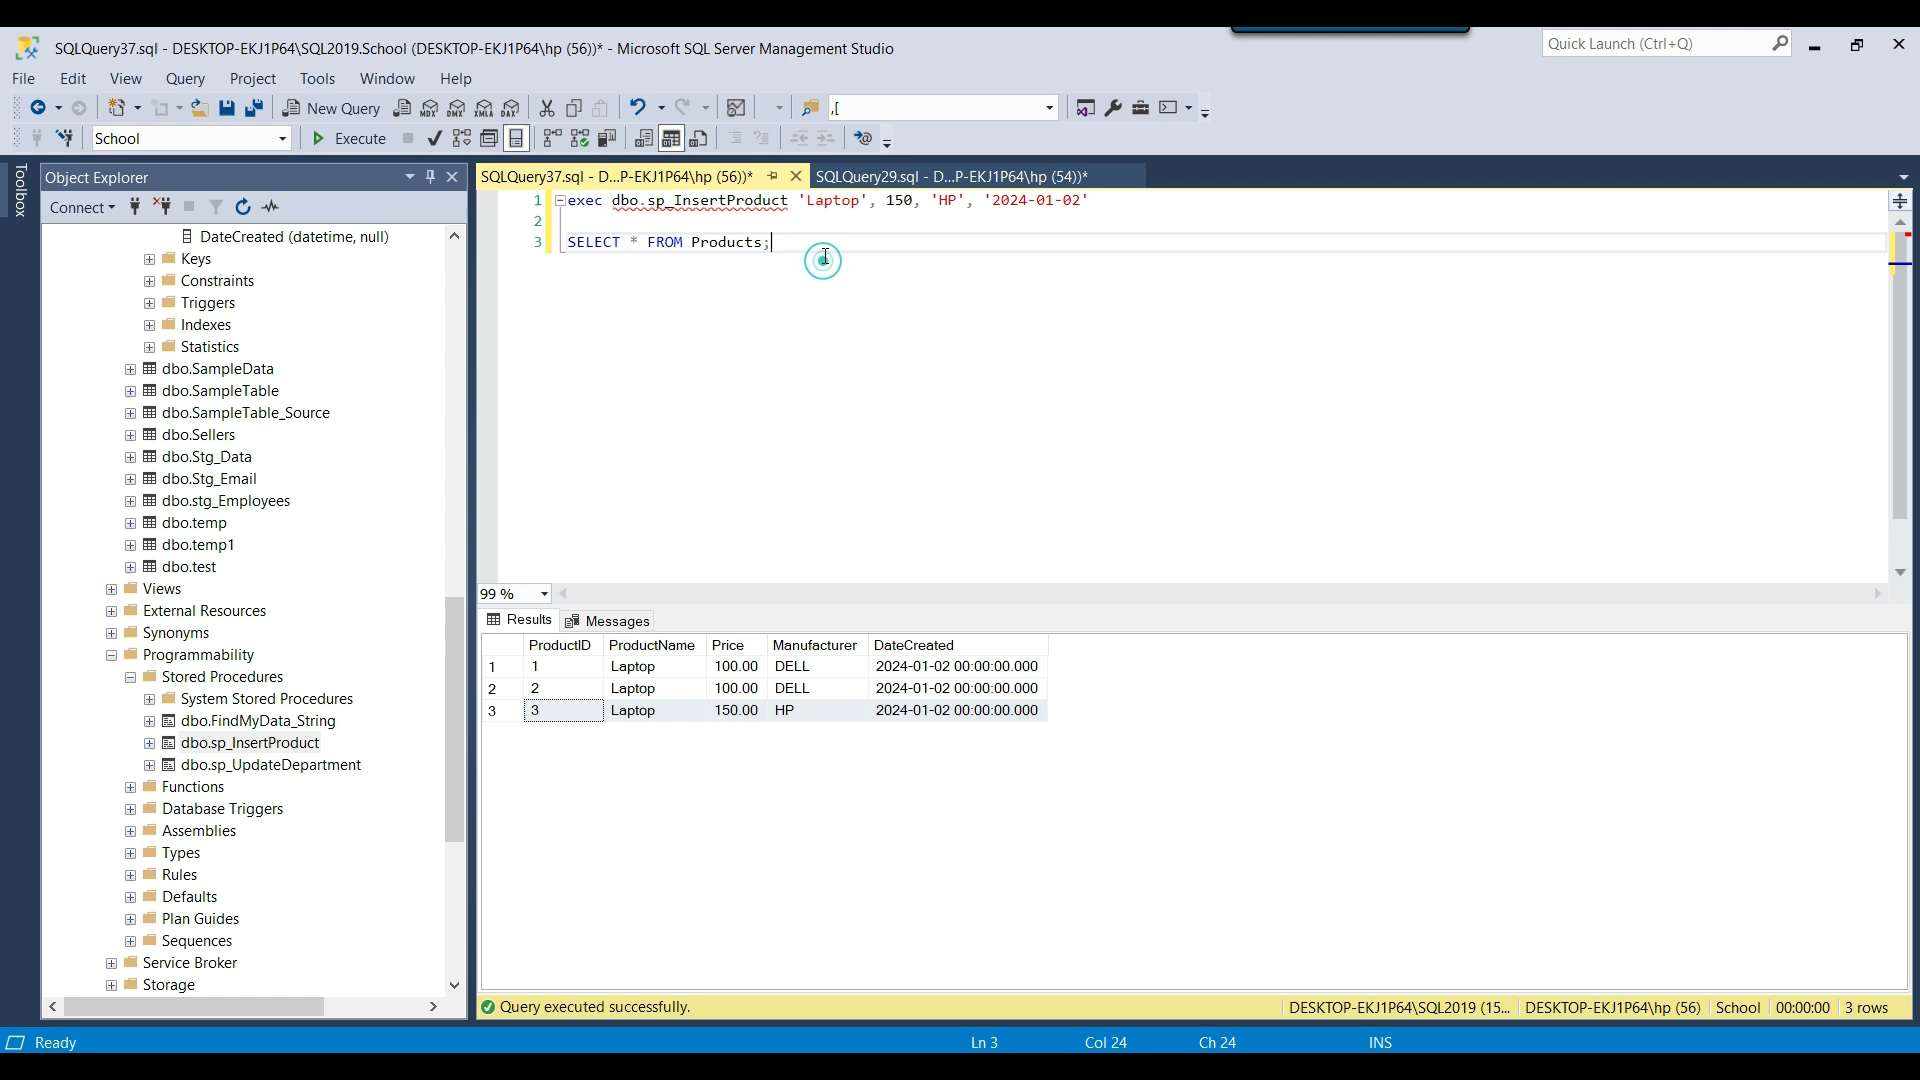 SQLQuery37.sql - DESKTOP-EKJ1P64\SQL2019.School (DESKTOP-EKJ1P64\hp (56))* - Microsoft SQL Server Management Studio
Quick Launch (Ctrl+Q)
File Edit View Query Project Tools Window Help
New Query MDX DMX XMLA DAX ,[
School Execute
Toolbox
Object Explorer
Connect
DateCreated (datetime, null)
Keys
Constraints
Triggers
Indexes
Statistics
dbo.SampleData
dbo.SampleTable
dbo.SampleTable_Source
dbo.Sellers
dbo.Stg_Data
dbo.Stg_Email
dbo.stg_Employees
dbo.temp
dbo.temp1
dbo.test
Views
External Resources
Synonyms
Programmability
Stored Procedures
System Stored Procedures
dbo.FindMyData_String
dbo.sp_InsertProduct
dbo.sp_UpdateDepartment
Functions
Database Triggers
Assemblies
Types
Rules
Defaults
Plan Guides
Sequences
Service Broker
Storage
SQLQuery37.sql - D...P-EKJ1P64\hp (56))* SQLQuery29.sql - D...P-EKJ1P64\hp (54))*
1 exec dbo.sp_InsertProduct 'Laptop', 150, 'HP', '2024-01-02'
2
3 SELECT * FROM Products;
99 %
Results Messages
ProductID ProductName Price Manufacturer DateCreated
1 1 Laptop 100.00 DELL 2024-01-02 00:00:00.000
2 2 Laptop 100.00 DELL 2024-01-02 00:00:00.000
3 3 Laptop 150.00 HP 2024-01-02 00:00:00.000
Query executed successfully. DESKTOP-EKJ1P64\SQL2019 (15... DESKTOP-EKJ1P64\hp (56) School 00:00:00 3 rows
Ready Ln 3 Col 24 Ch 24 INS